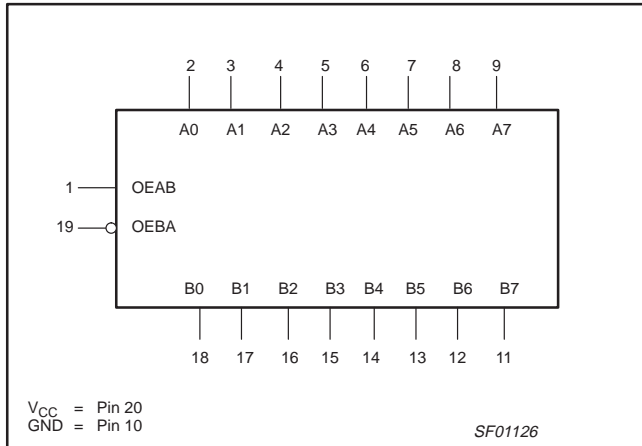 2 3 4 5 6 7 8 9
A0 A1 A2 A3 A4 A5 A6 A7
1 OEAB
19 OEBA
B0 B1 B2 B3 B4 B5 B6 B7
18 17 16 15 14 13 12 11
VCC = Pin 20
GND = Pin 10
SF01126